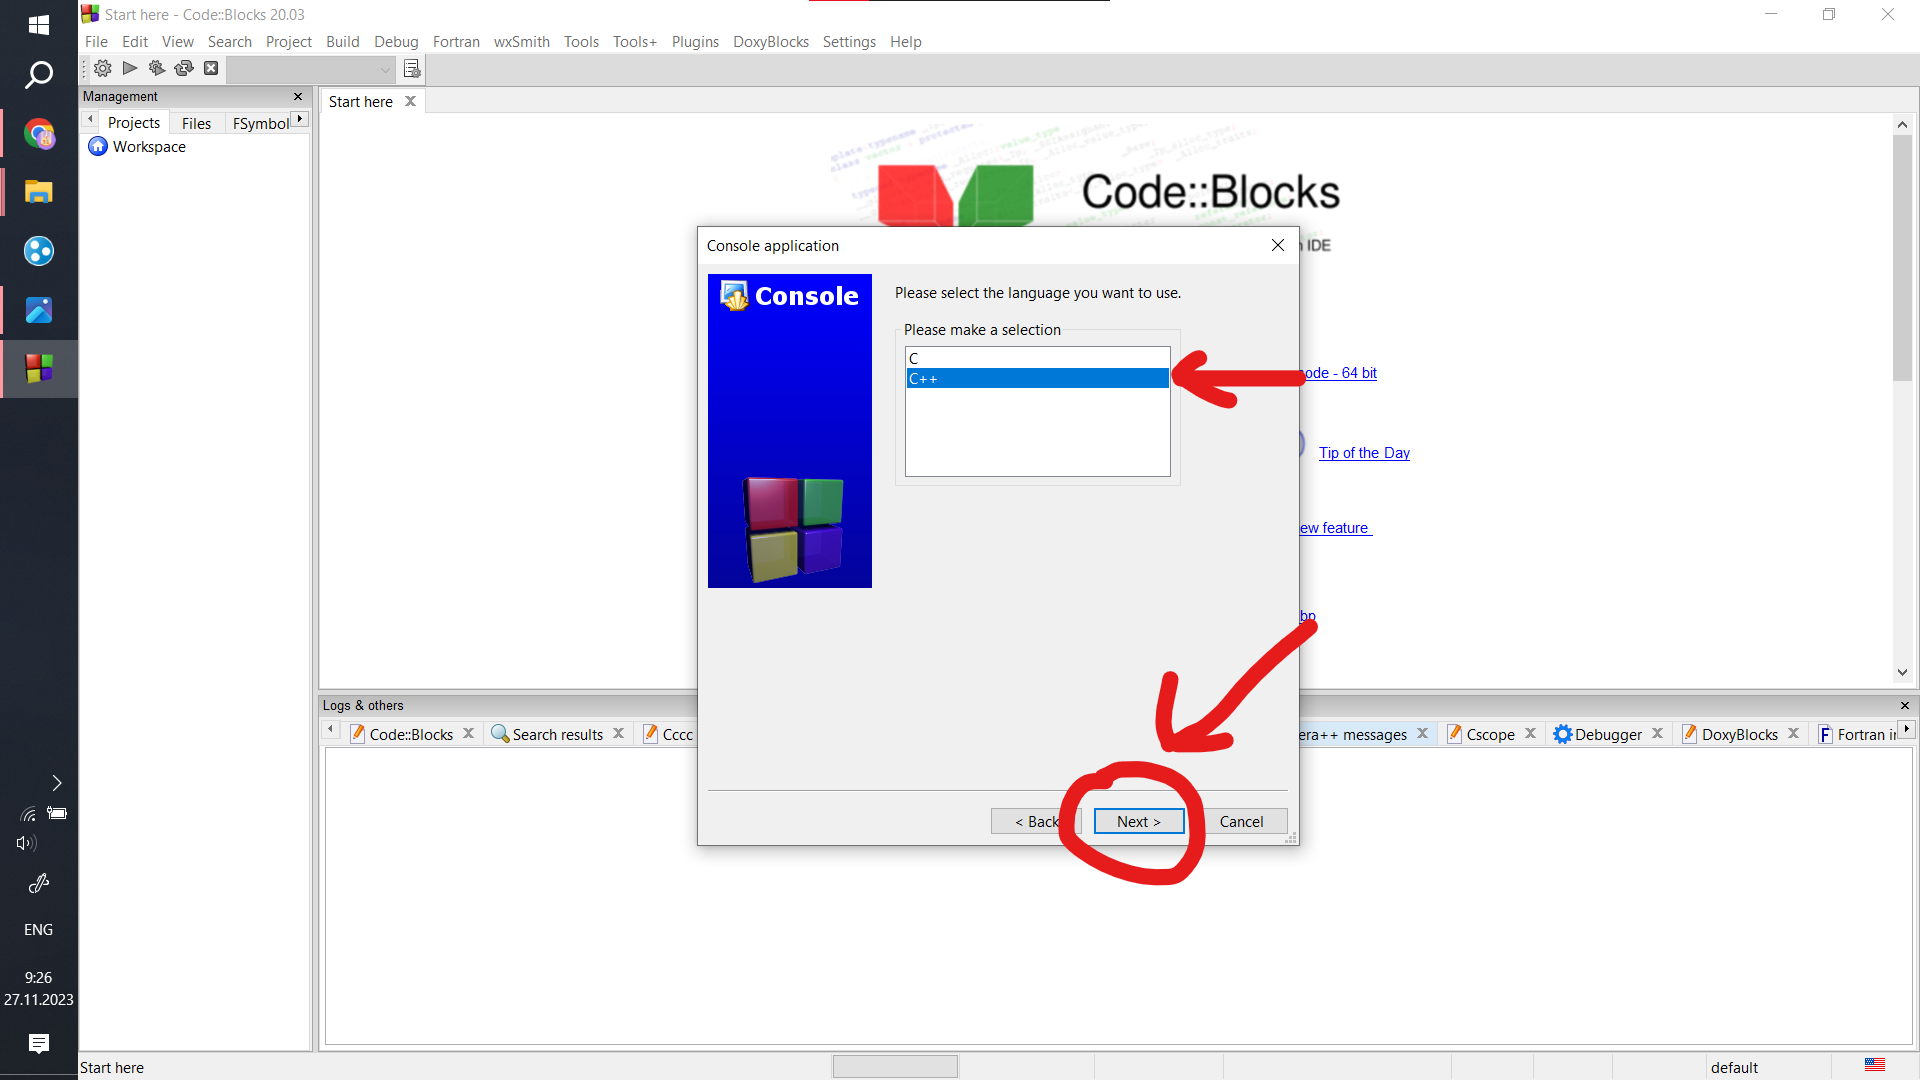 Start here - Code::Blocks 20.03
File Edit View Search Project Build Debug Fortran wxSmith Tools Tools+ Plugins DoxyBlocks Settings Help
Management
Projects Files FSymbol
Workspace
Start here
Code::Blocks
IDE
Console application
Console
Please select the language you want to use.
Please make a selection
C
C++
ode - 64 bit
Tip of the Day
ew feature
bp
< Back Next > Cancel
Logs & others
Code::Blocks Search results Cccc era++ messages Cscope Debugger DoxyBlocks Fortran i
ENG
9:26
27.11.2023
Start here default